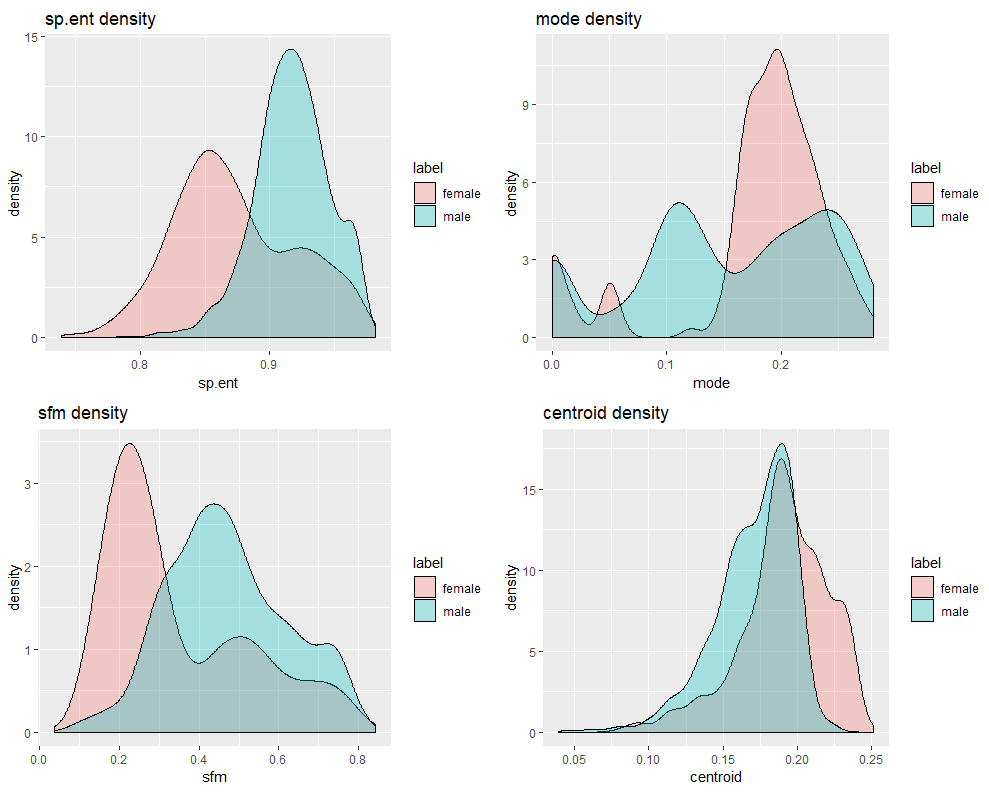 sp.ent density
density
15
10
5
0
0.8
0.9
sp.ent
label
female
male
mode density
density
9
6
3
0
0.0
0.1
0.2
mode
label
female
male
sfm density
density
3
2
1
0
0.0
0.2
0.4
0.6
0.8
sfm
label
female
male
centroid density
density
15
10
5
0
0.05
0.10
0.15
0.20
0.25
centroid
label
female
male